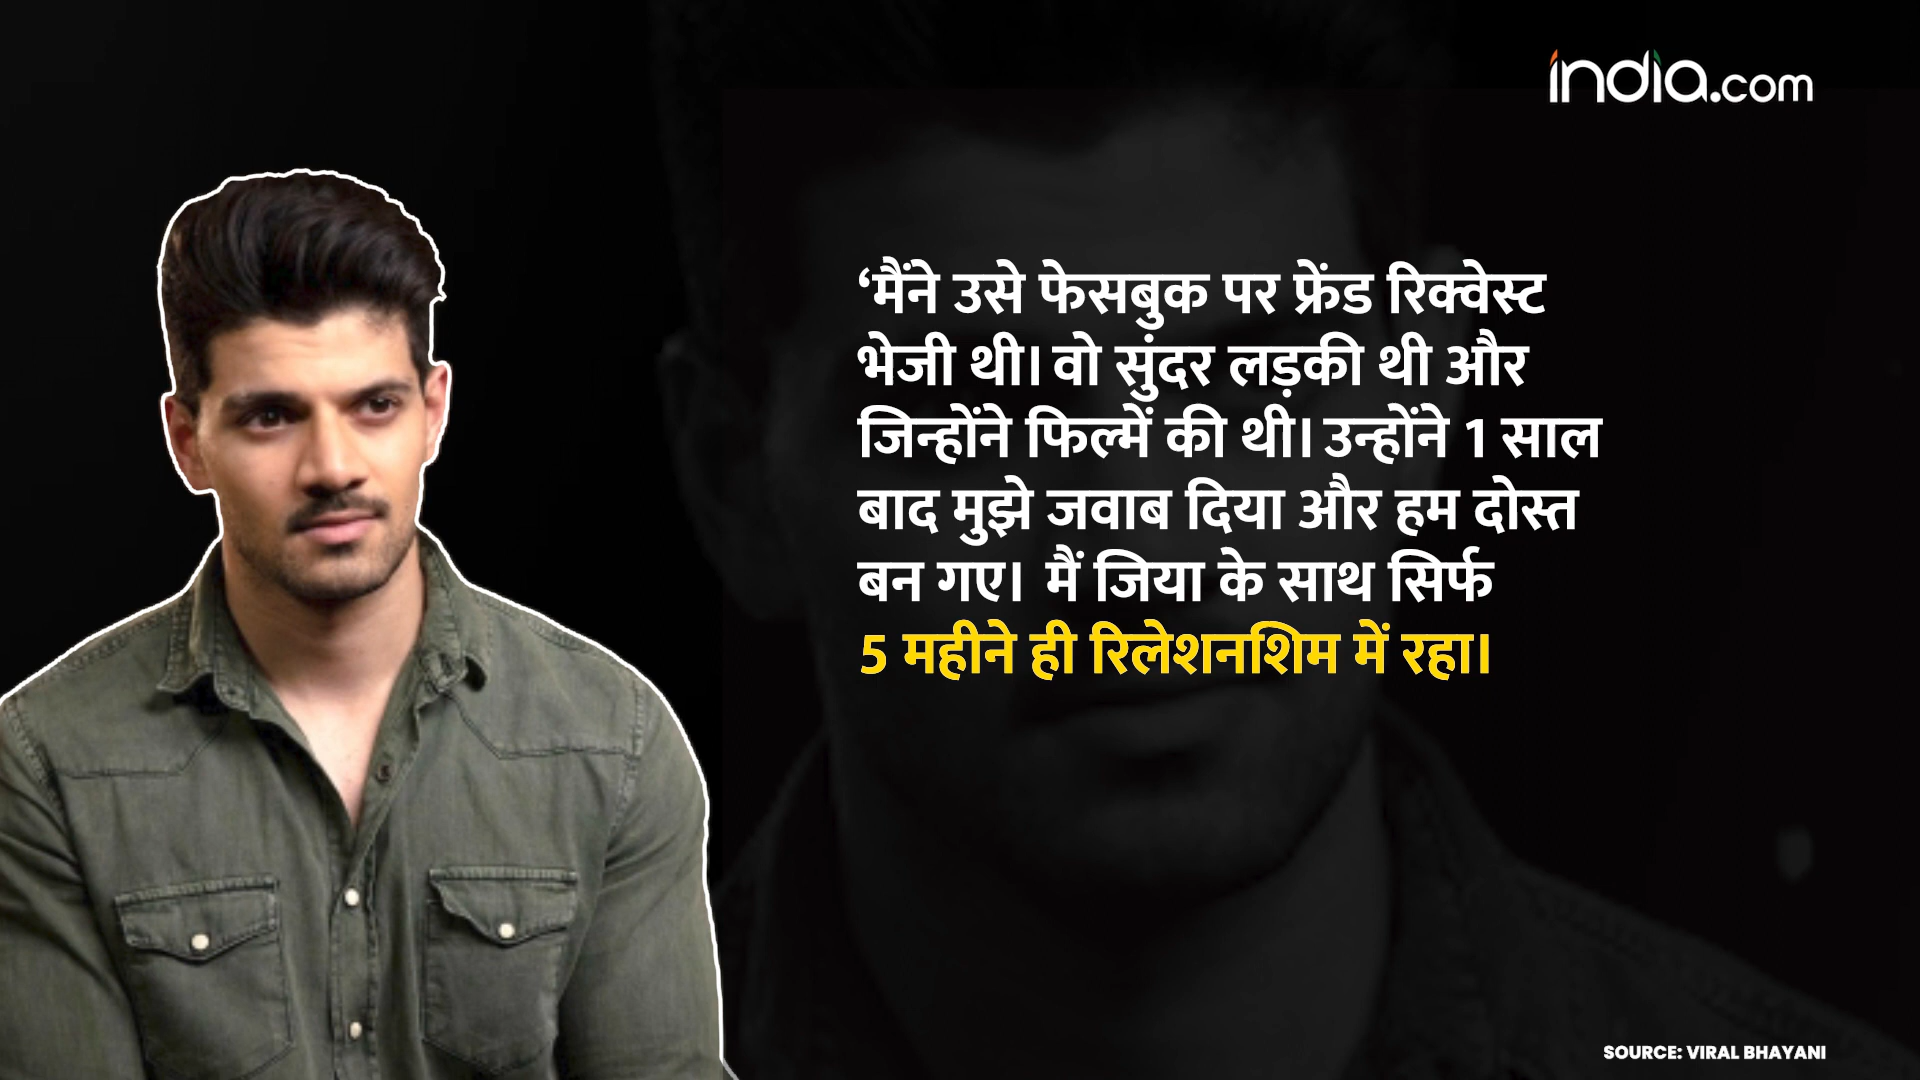 india.com
‘मैंने उसे फेसबुक पर फ्रेंड रिक्वेस्ट
भेजी थी। वो सुंदर लड़की थी और
जिन्होंने फिल्में की थी। उन्होंने 1 साल
बाद मुझे जवाब दिया और हम दोस्त
बन गए। मैं जिया के साथ सिर्फ
5 महीने ही रिलेशनशिम में रहा।
SOURCE: VIRAL BHAYANI